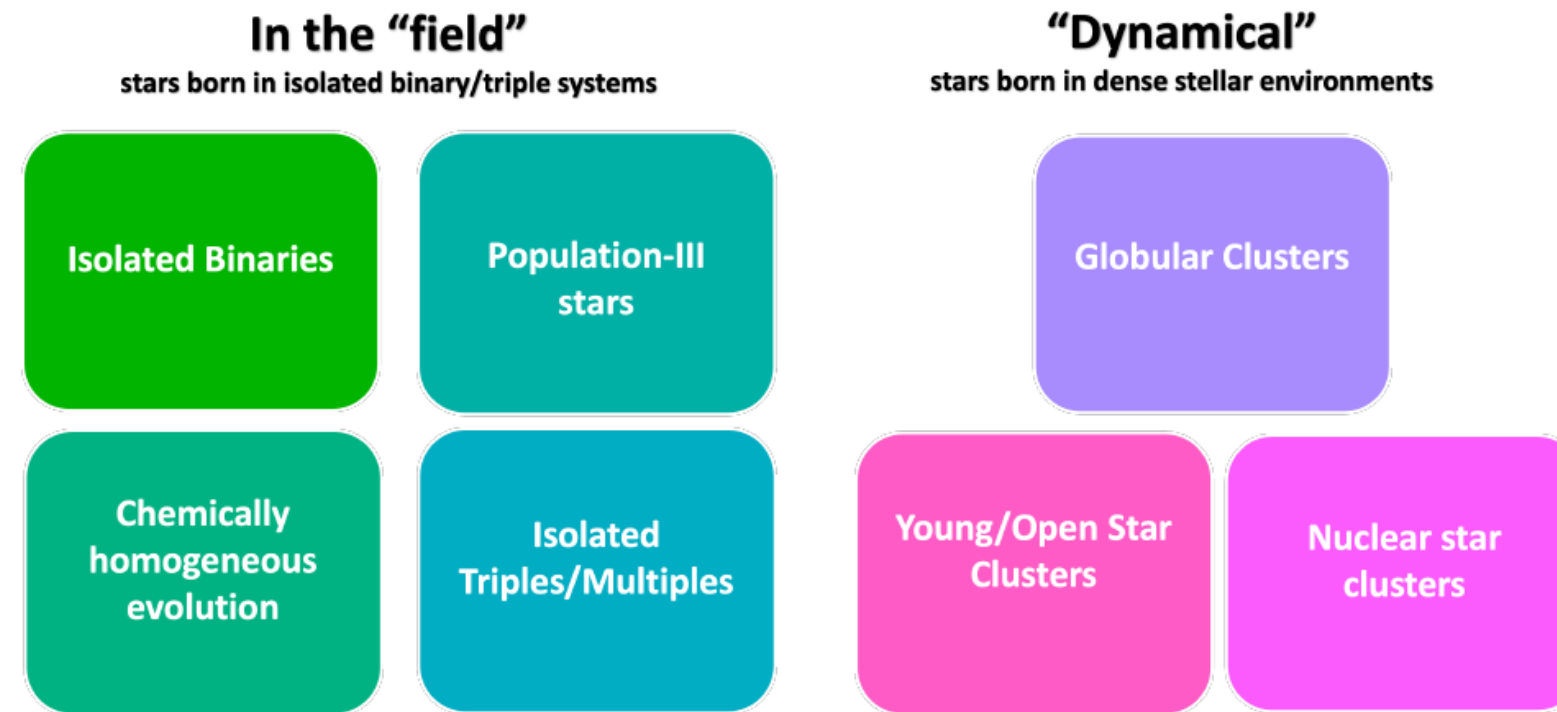 In the “field”
stars born in isolated binary/triple systems
Isolated Binaries
Population-III
stars
Chemically
homogeneous
evolution
Isolated
Triples/Multiples
“Dynamical”
stars born in dense stellar environments
Globular Clusters
Young/Open Star
Clusters
Nuclear star
clusters